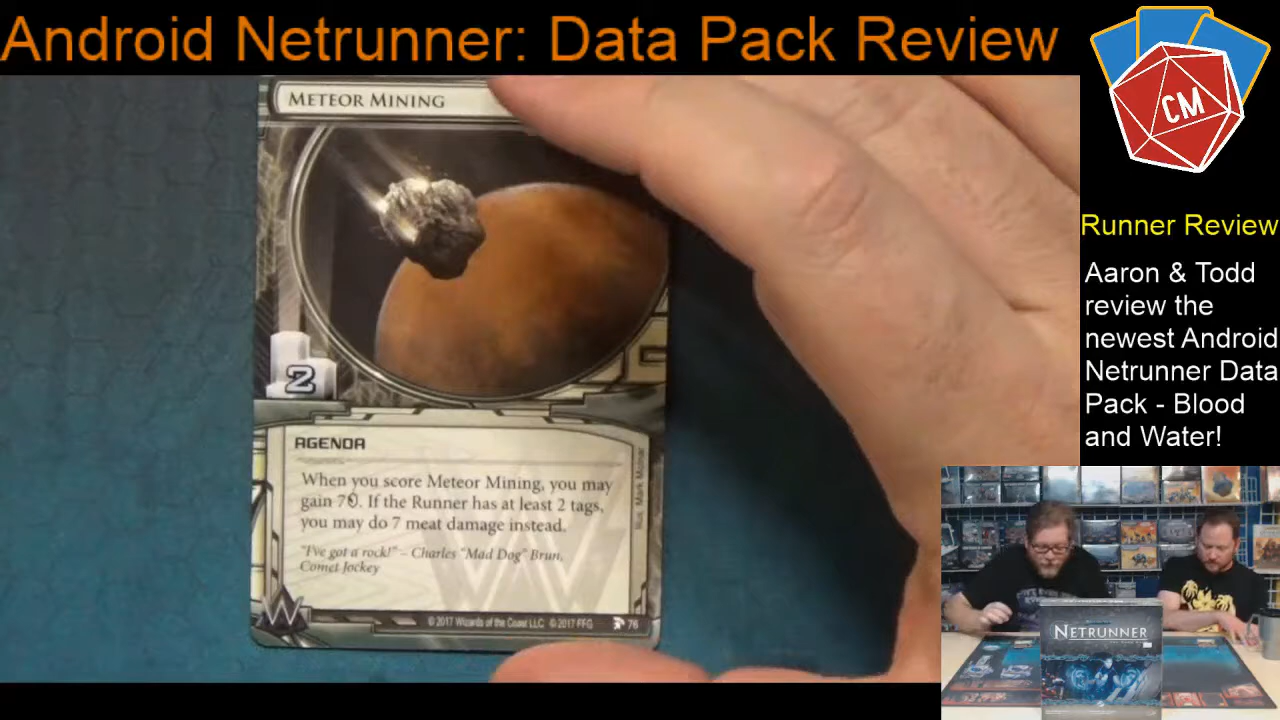 Android Netrunner: Data Pack Review
CM
METEOR MINING
2
AGENDA
When you score Meteor Mining, you may
gain 7. If the Runner has at least 2 tags,
you may do 7 meat damage instead.
"I've got a rock!" – Charles "Mad Dog" Brun,
Comet Jockey
Illus. Mark Molnar
W
© 2017 Wizards of the Coast LLC © 2017 FFG 76
Runner Review
Aaron & Todd
review the
newest Android
Netrunner Data
Pack - Blood
and Water!
NETRUNNER